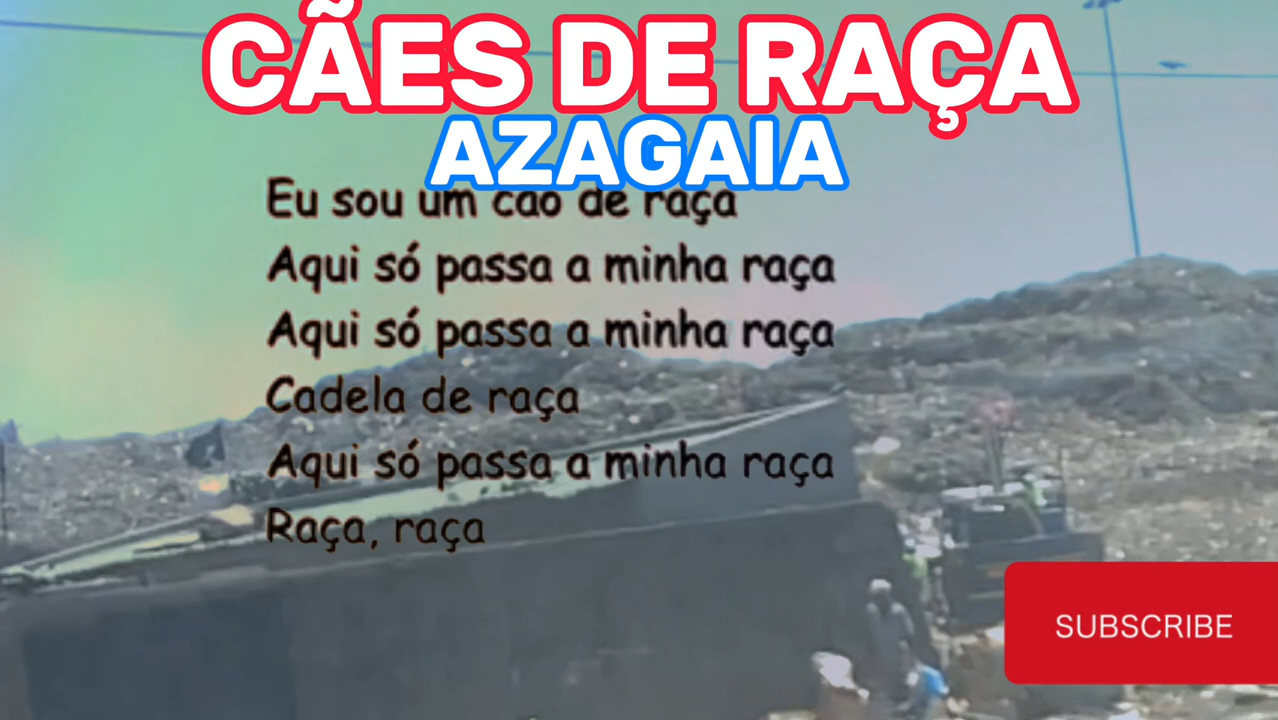 CÃES DE RAÇA
AZAGAIA
Eu sou um cão de raça
Aqui só passa a minha raça
Aqui só passa a minha raça
Cadela de raça
Aqui só passa a minha raça
Raça, raça
SUBSCRIBE